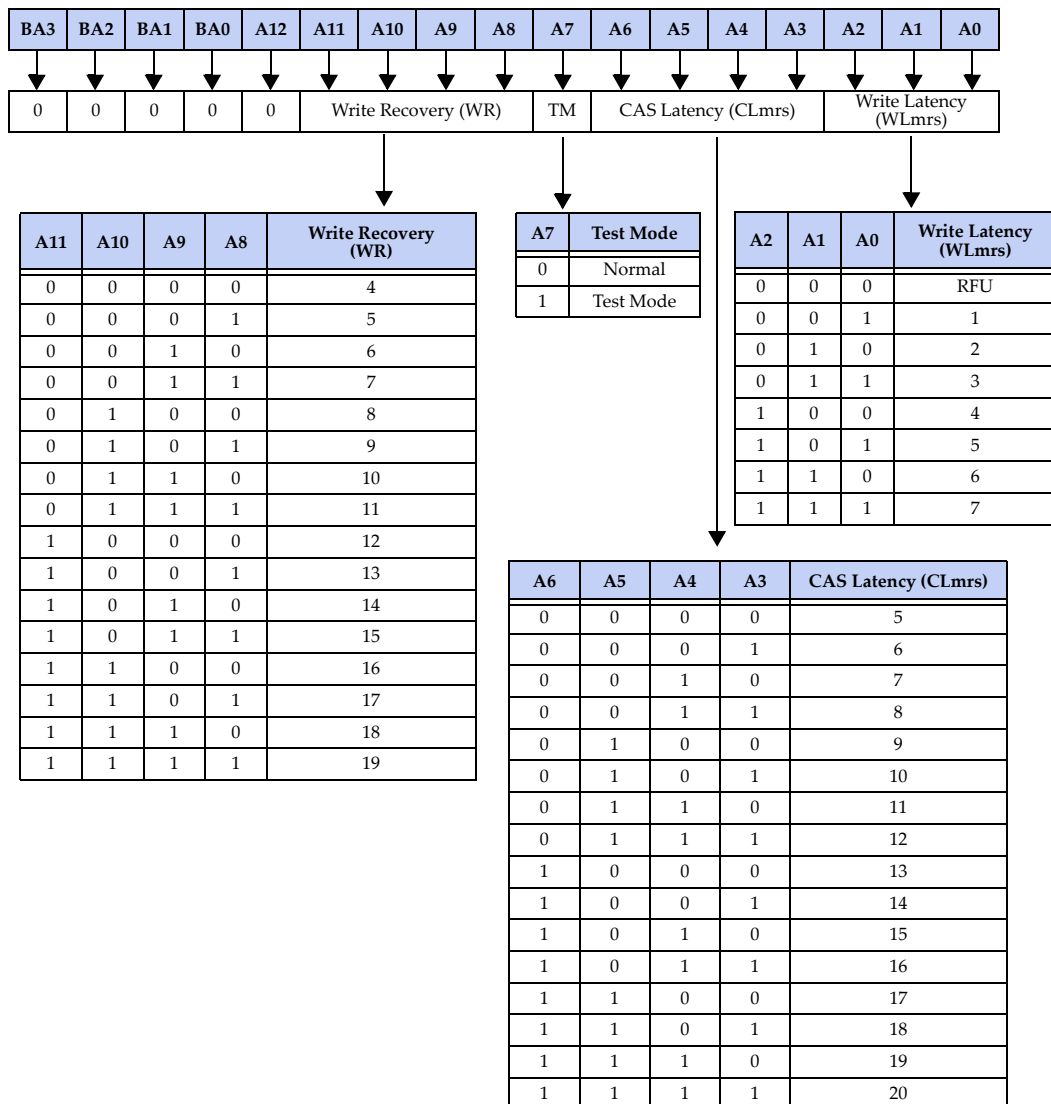 BA3 BA2 BA1 BA0 A12 A11 A10 A9 A8 A7 A6 A5 A4 A3 A2 A1 A0
0 0 0 0 0 Write Recovery (WR) TM CAS Latency (CLmrs) Write Latency
(WLmrs)
A11 A10 A9 A8 Write Recovery
(WR)
0 0 0 0 4
0 0 0 1 5
0 0 1 0 6
0 0 1 1 7
0 1 0 0 8
0 1 0 1 9
0 1 1 0 10
0 1 1 1 11
1 0 0 0 12
1 0 0 1 13
1 0 1 0 14
1 0 1 1 15
1 1 0 0 16
1 1 0 1 17
1 1 1 0 18
1 1 1 1 19
A7 Test Mode
0 Normal
1 Test Mode
A2 A1 A0 Write Latency
(WLmrs)
0 0 0 RFU
0 0 1 1
0 1 0 2
0 1 1 3
1 0 0 4
1 0 1 5
1 1 0 6
1 1 1 7
A6 A5 A4 A3 CAS Latency (CLmrs)
0 0 0 0 5
0 0 0 1 6
0 0 1 0 7
0 0 1 1 8
0 1 0 0 9
0 1 0 1 10
0 1 1 0 11
0 1 1 1 12
1 0 0 0 13
1 0 0 1 14
1 0 1 0 15
1 0 1 1 16
1 1 0 0 17
1 1 0 1 18
1 1 1 0 19
1 1 1 1 20